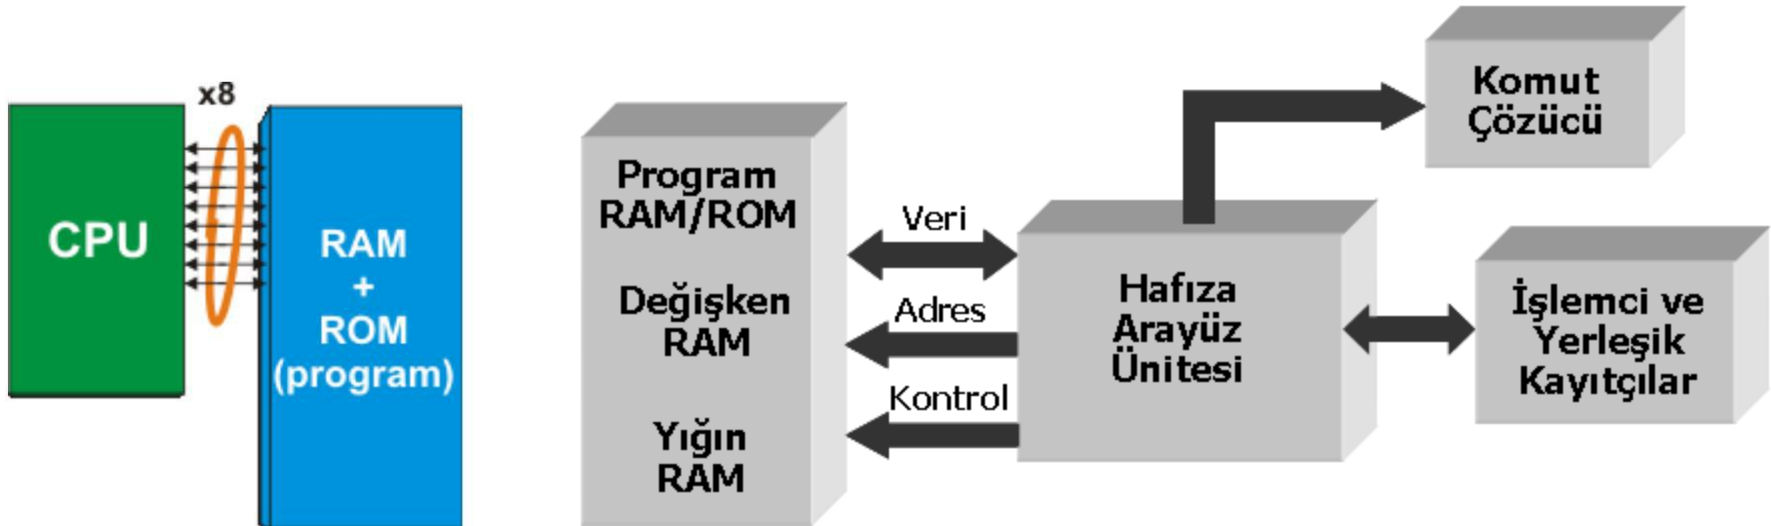 x8
CPU
RAM
+
ROM
(program)
Program
RAM/ROM
Değişken
RAM
Yığın
RAM
Veri
Adres
Kontrol
Hafıza
Arayüz
Ünitesi
Komut
Çözücü
İşlemci ve
Yerleşik
Kayıtçılar